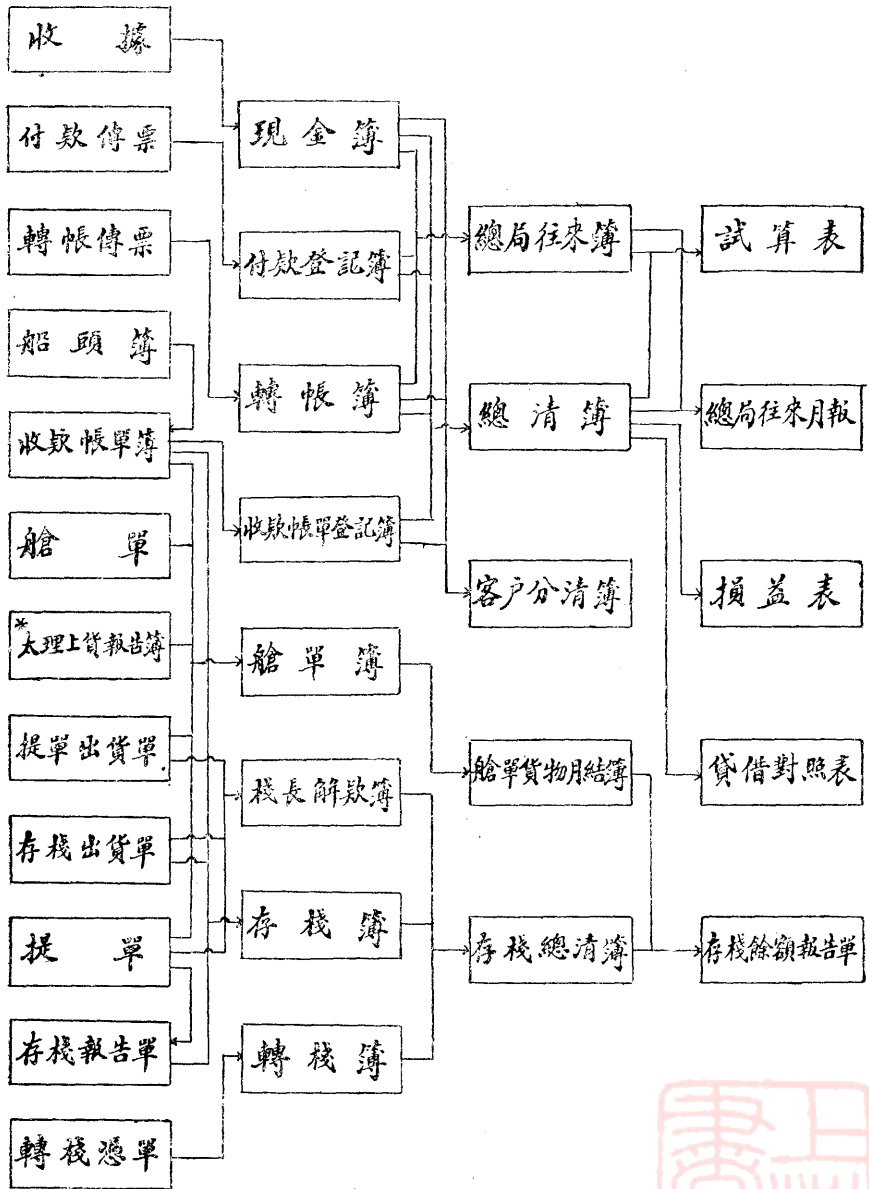 收據
付款傳票
轉帳傳票
船頭簿
收款帳單簿
艙單
*太理上貨報告簿
提單出貨單
存棧出貨單
提單
存棧報告單
轉棧憑單
現金簿
付款登記簿
轉帳簿
收款帳單登記簿
艙單簿
棧長解款簿
存棧簿
轉棧簿
總局往來簿
總清簿
客户分清簿
艙單貨物月結簿
存棧總清簿
試算表
總局往來月報
損益表
貸借對照表
存棧餘額報告單